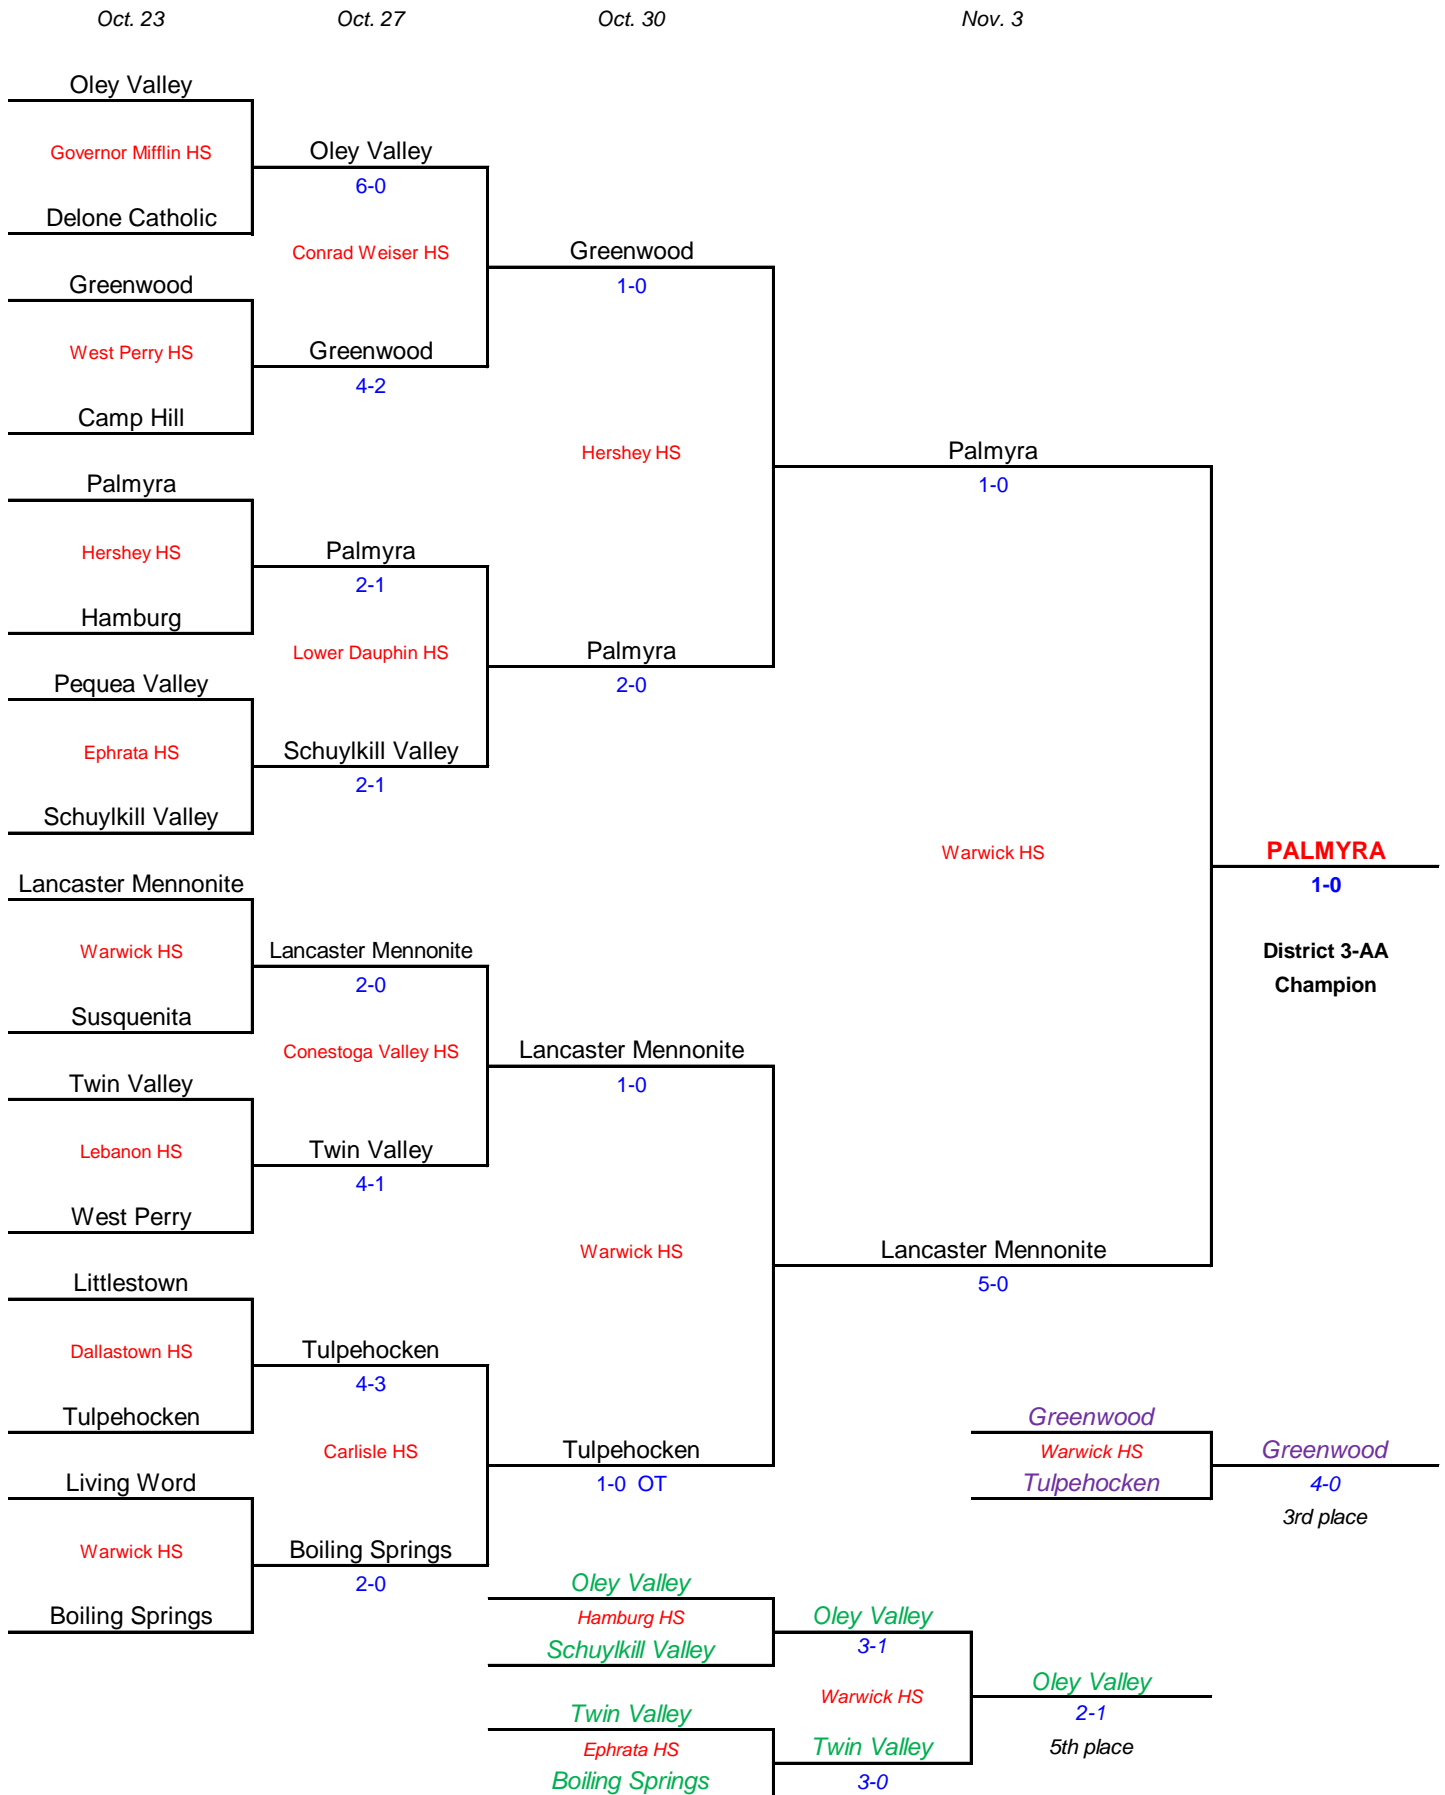 Oct. 23
Oct. 27
Oct. 30
Nov. 3
Oley Valley
Governor Mifflin HS
Delone Catholic
Greenwood
West Perry HS
Camp Hill
Palmyra
Hershey HS
Hamburg
Pequea Valley
Ephrata HS
Schuylkill Valley
Lancaster Mennonite
Warwick HS
Susquenita
Twin Valley
Lebanon HS
West Perry
Littlestown
Dallastown HS
Tulpehocken
Living Word
Warwick HS
Boiling Springs
Oley Valley
6-0
Conrad Weiser HS
Greenwood
4-2
Palmyra
2-1
Lower Dauphin HS
Schuylkill Valley
2-1
Lancaster Mennonite
2-0
Conestoga Valley HS
Twin Valley
4-1
Tulpehocken
4-3
Carlisle HS
Boiling Springs
2-0
Greenwood
1-0
Hershey HS
Palmyra
2-0
Lancaster Mennonite
1-0
Warwick HS
Tulpehocken
1-0 OT
Palmyra
1-0
Warwick HS
Lancaster Mennonite
5-0
PALMYRA
1-0
District 3-AA
Champion
Greenwood
Warwick HS
Tulpehocken
Greenwood
4-0
3rd place
Oley Valley
Hamburg HS
Schuylkill Valley
Twin Valley
Ephrata HS
Boiling Springs
Oley Valley
3-1
Warwick HS
Twin Valley
3-0
Oley Valley
2-1
5th place